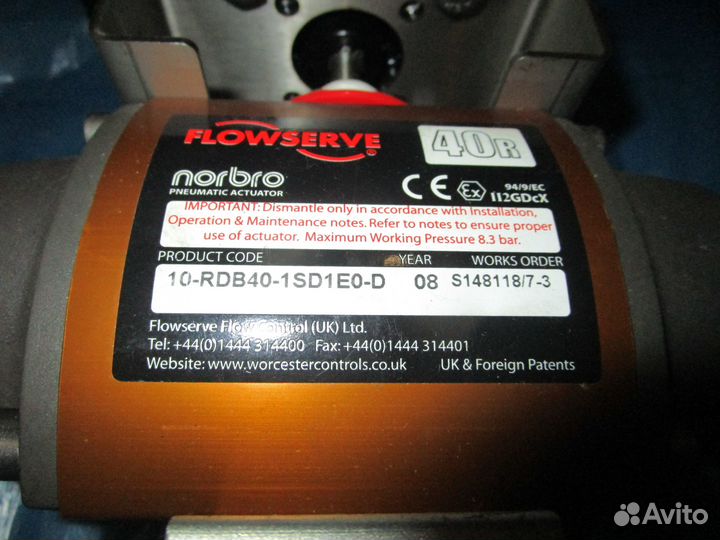 FLOWSERVE®
40R
norbro
PNEUMATIC ACTUATOR
CE Ex 94/9/EC
II2GDcX
IMPORTANT: Dismantle only in accordance with Installation,
Operation & Maintenance notes. Refer to notes to ensure proper
use of actuator. Maximum Working Pressure 8.3 bar.
PRODUCT CODE YEAR WORKS ORDER
10-RDB40-1SD1E0-D 08 S148118/7-3
Flowserve Flow Control (UK) Ltd.
Tel: +44(0)1444 314400 Fax: +44(0)1444 314401
Website: www.worcestercontrols.co.uk UK & Foreign Patents
Avito